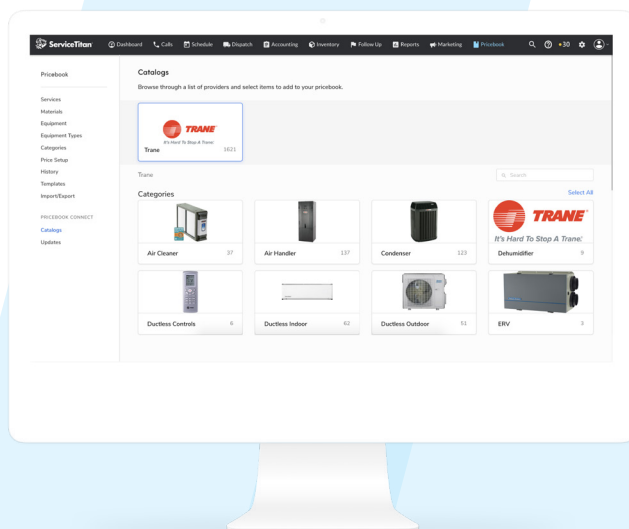 ServiceTitan
Dashboard Calls Schedule Dispatch Accounting Inventory Follow Up Reports Marketing Pricebook 30
Pricebook
Services
Materials
Equipment
Equipment Types
Categories
Price Setup
History
Templates
Import/Export
PRICEBOOK CONNECT
Catalogs
Updates
Catalogs
Browse through a list of providers and select items to add to your pricebook.
TRANE
It's Hard To Stop A Trane.
Trane 1621
Trane
Search
Categories
Select All
TRANE
It's Hard To Stop A Trane.
Air Cleaner 37
Air Handler 137
Condenser 123
Dehumidifier 9
Ductless Controls 6
Ductless Indoor 62
Ductless Outdoor 51
ERV 3